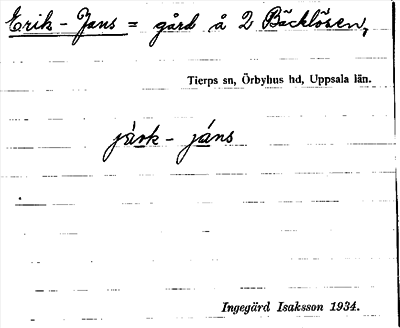 Erik-Jans = gård å 2 Bäcklösen,
Tierps sn, Örbyhus hd, Uppsala län.
jä̀rk-jáns
Ingegärd Isaksson 1934.